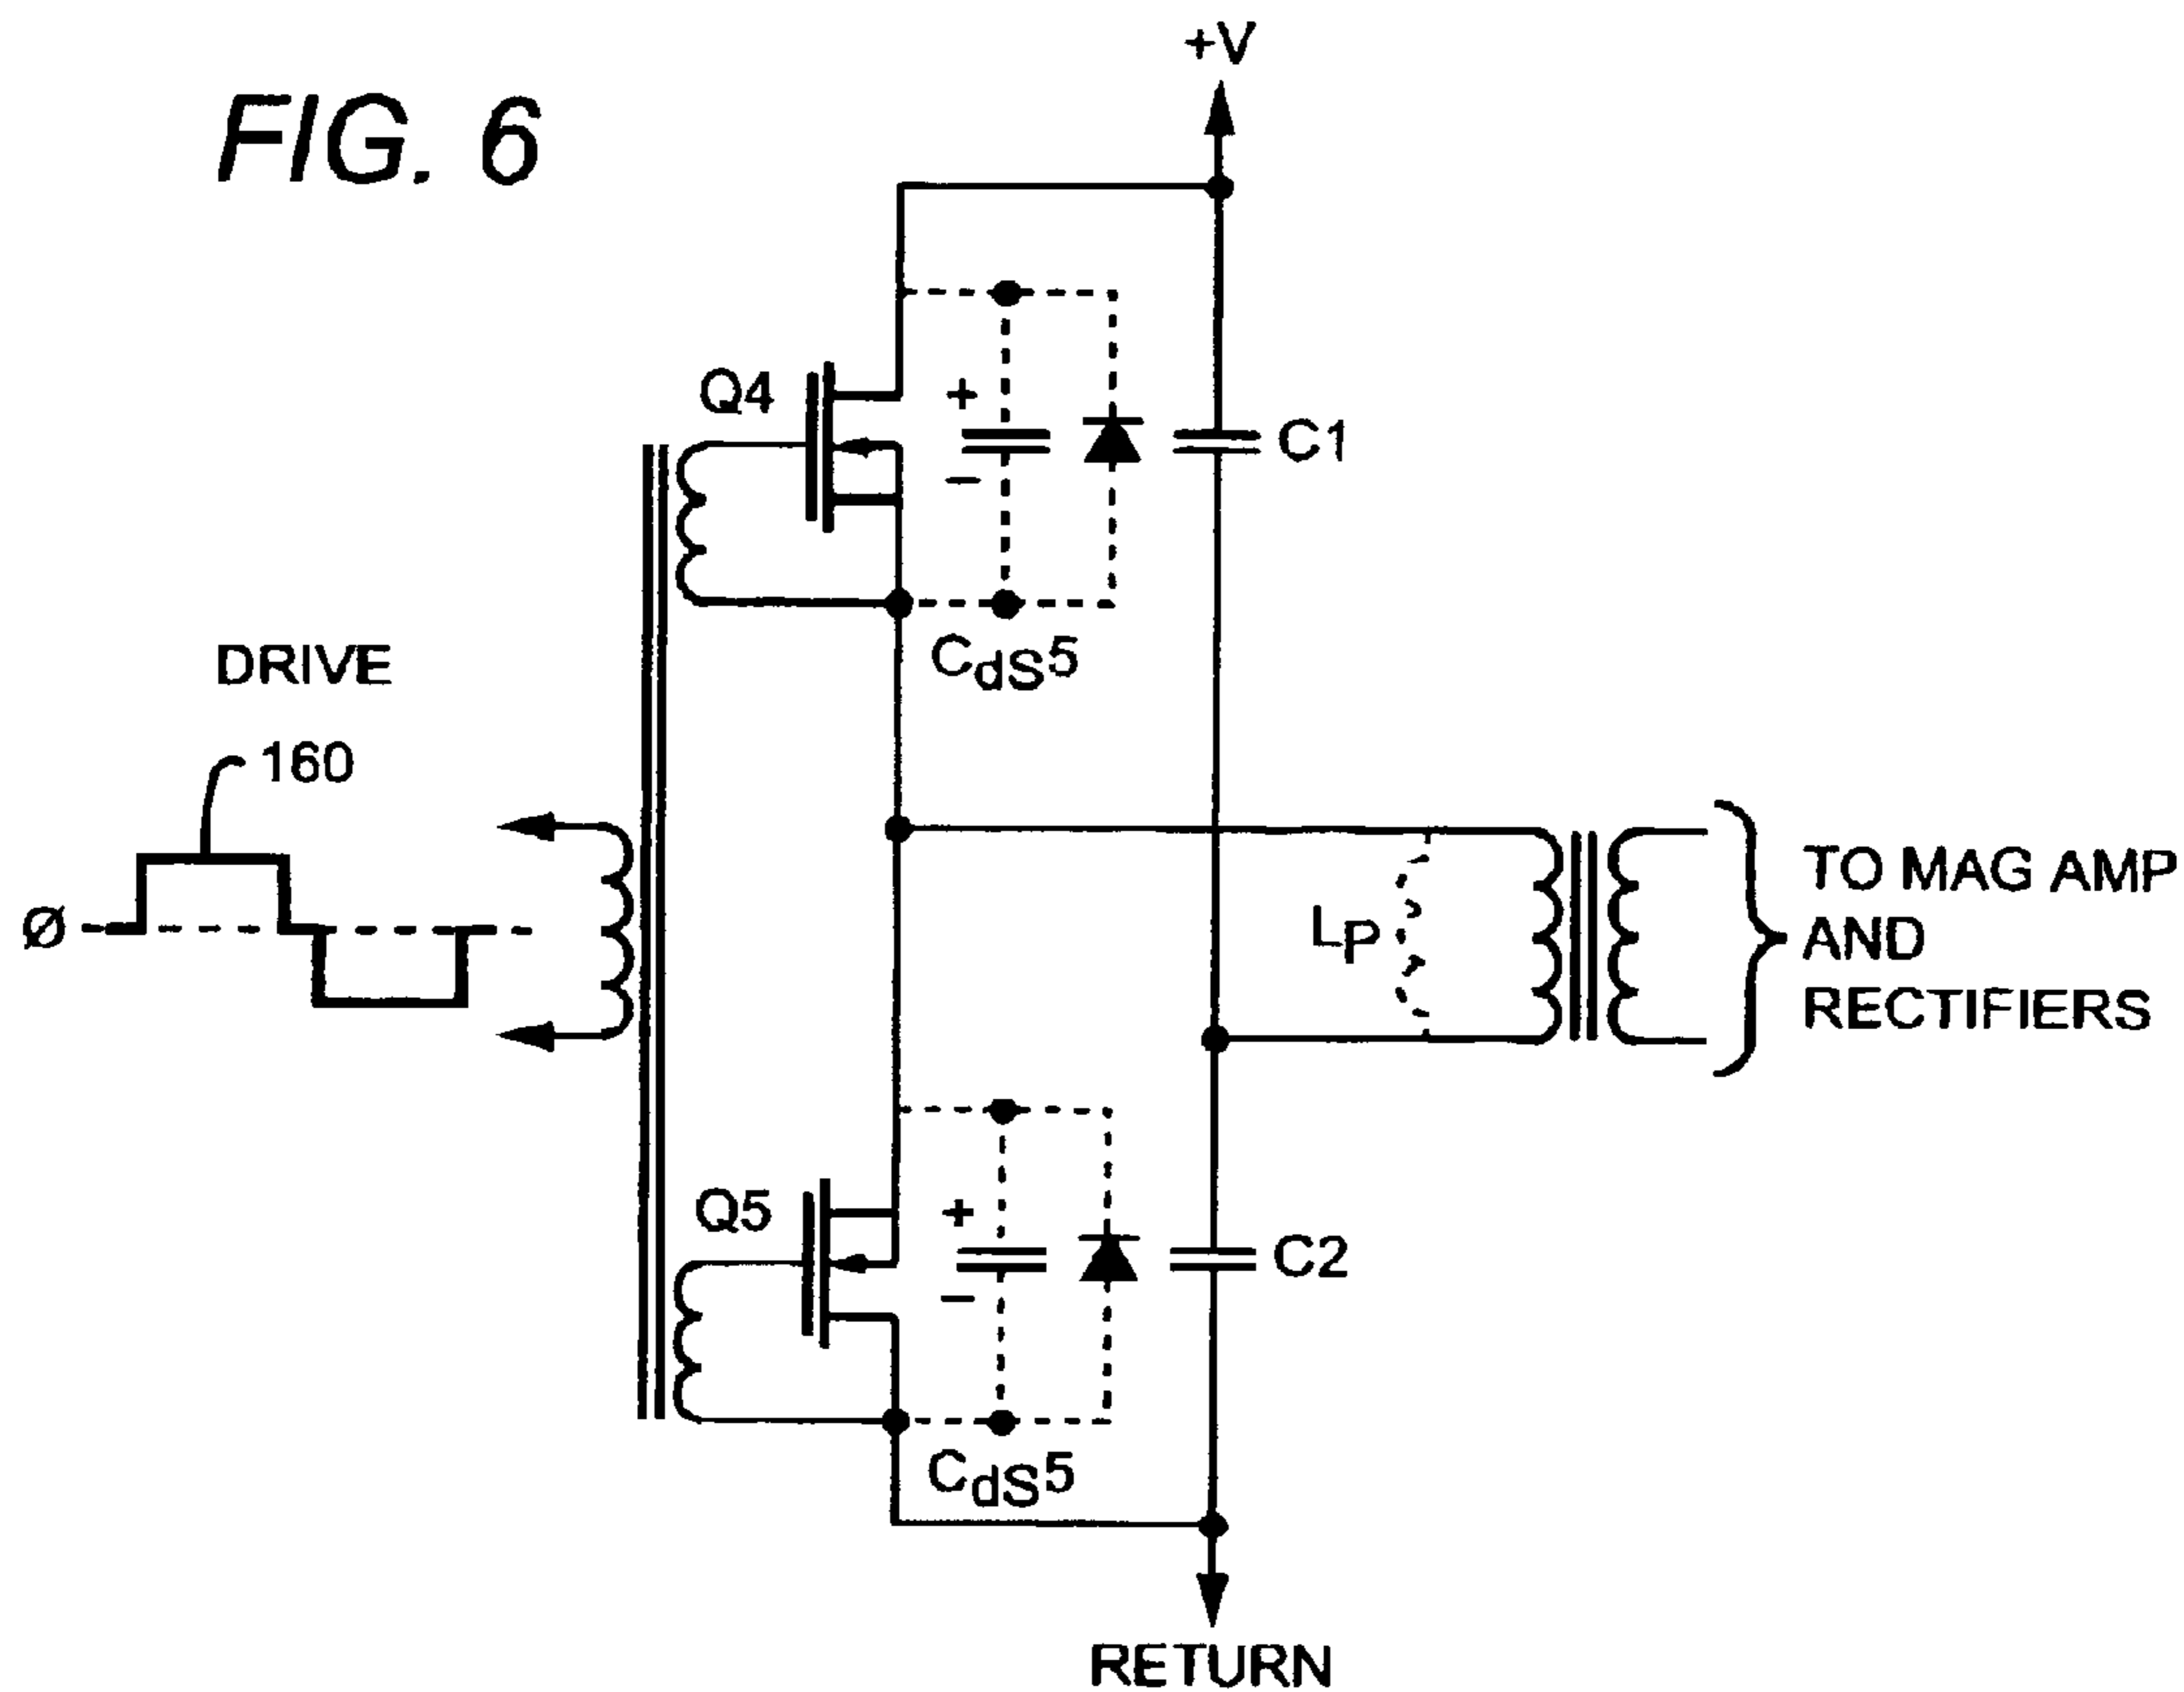 FIG. 6
+V
Q4
+
–
C1
CdS5
DRIVE
160
Ø
LP
TO MAG AMP
AND
RECTIFIERS
Q5
+
–
C2
CdS5
RETURN